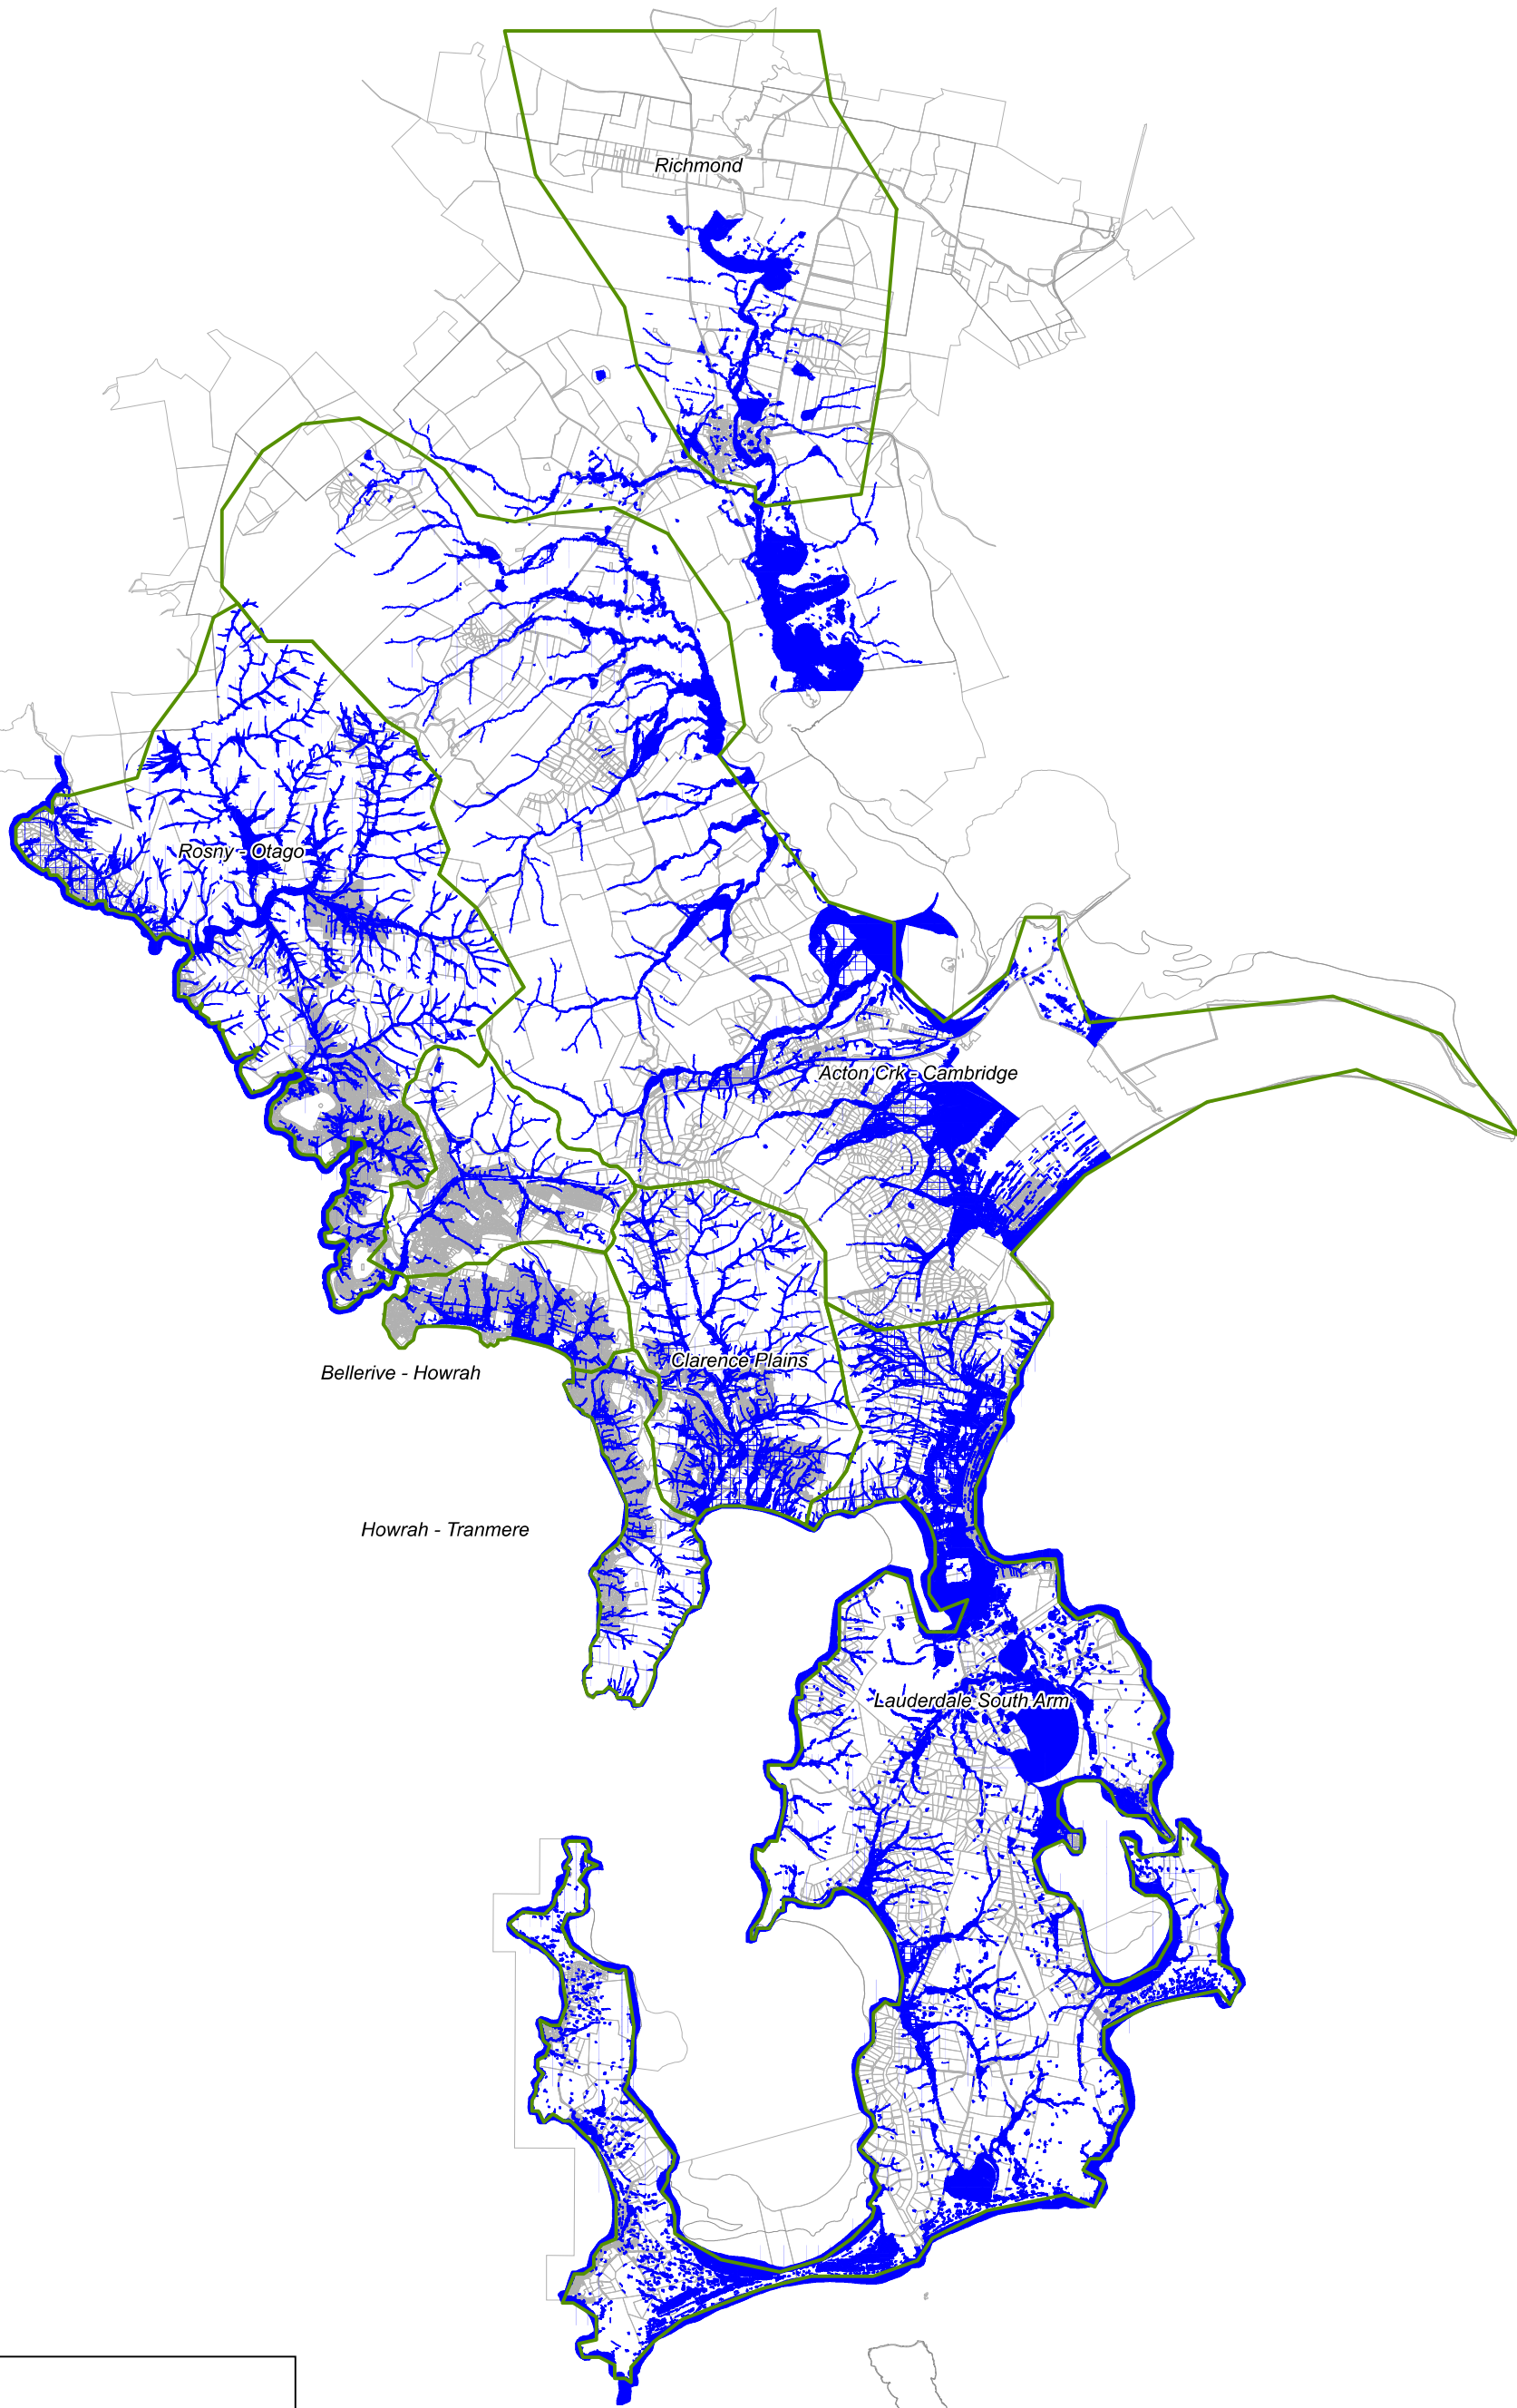 Richmond
Rosny - Otago
Acton Crk - Cambridge
Clarence Plains
Bellerive - Howrah
Howrah - Tranmere
Lauderdale South Arm